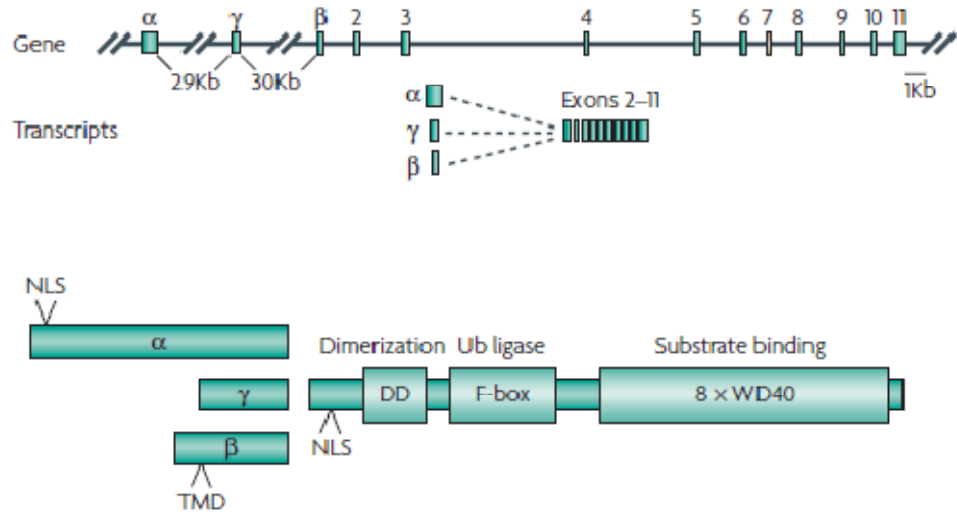 α γ β 2 3 4 5 6 7 8 9 10 11
Gene
29Kb 30Kb 1Kb
α Exons 2–11
Transcripts γ
β
NLS
α Dimerization Ub ligase Substrate binding
γ DD F-box 8 × WD40
β NLS
TMD